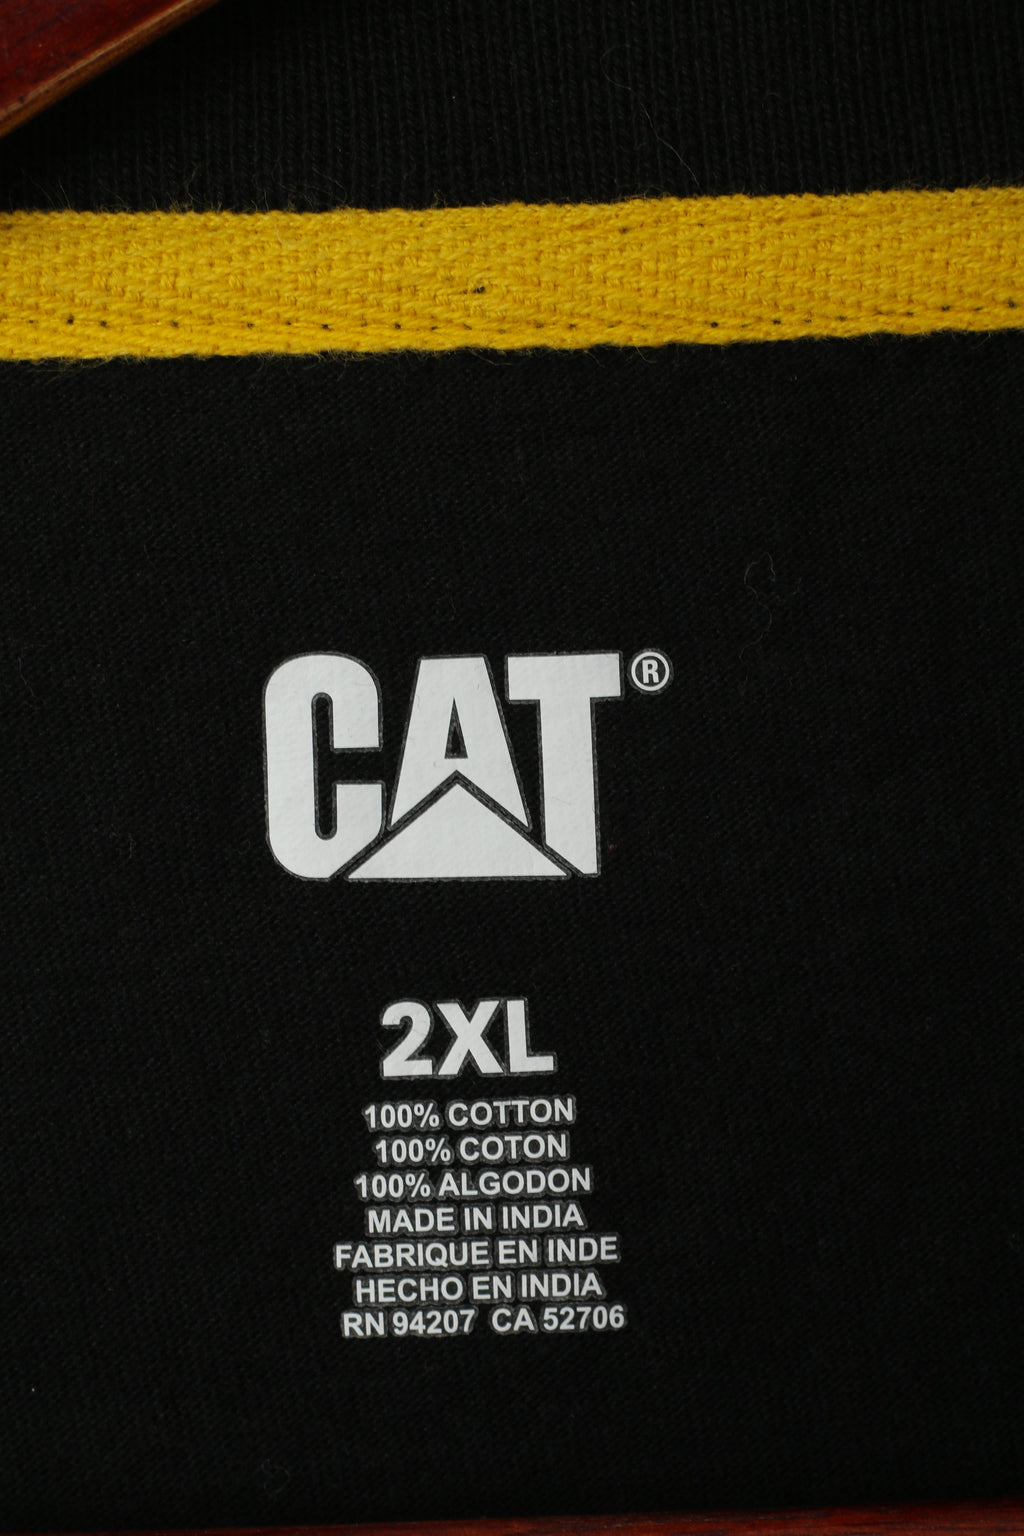 CAT®
2XL
100% COTTON
100% COTON
100% ALGODON
MADE IN INDIA
FABRIQUE EN INDE
HECHO EN INDIA
RN 94207 CA 52706